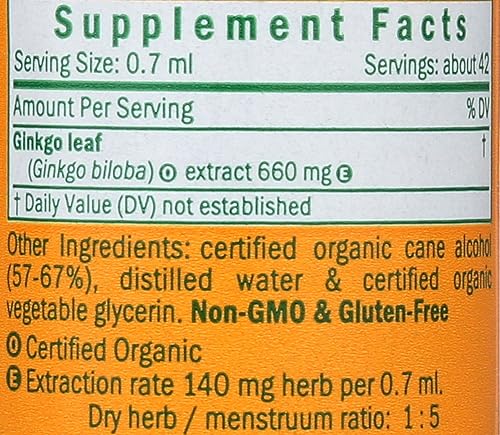 Supplement Facts
Serving Size: 0.7 ml Servings: about 42
Amount Per Serving % DV
Ginkgo leaf †
(Ginkgo biloba) O extract 660 mg E
† Daily Value (DV) not established
Other Ingredients: certified organic cane alcohol
(57-67%), distilled water & certified organic
vegetable glycerin. Non-GMO & Gluten-Free
O Certified Organic
E Extraction rate 140 mg herb per 0.7 ml.
Dry herb / menstruum ratio: 1:5